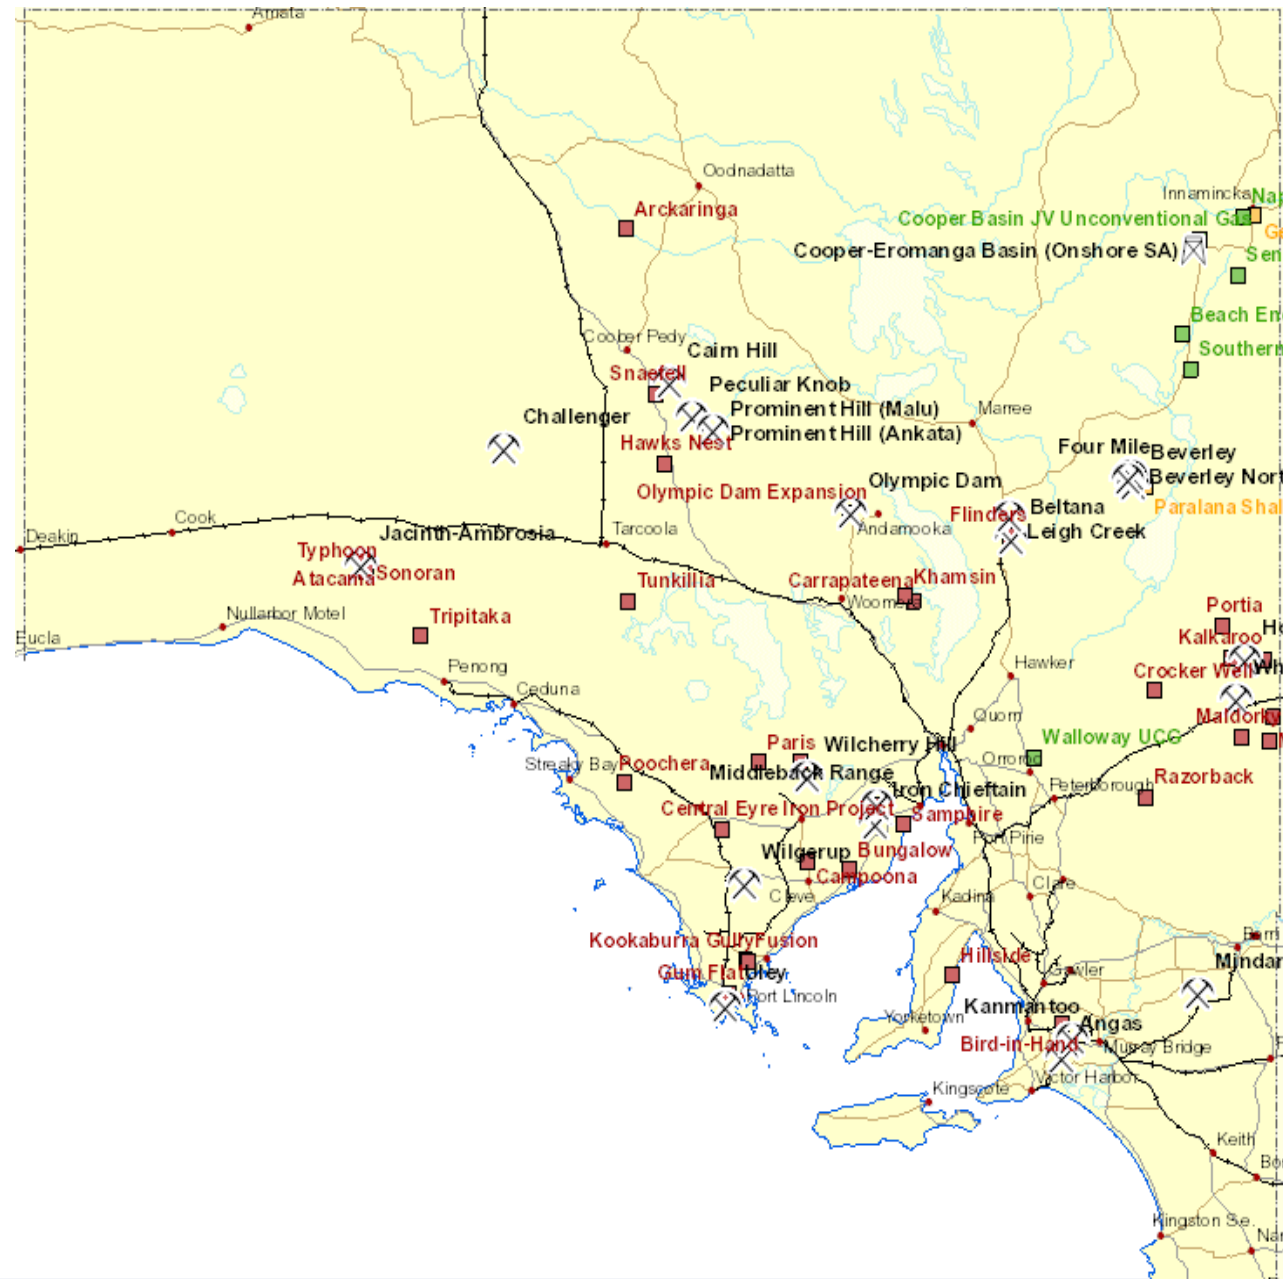 Amata
Oodnadatta
Innamincka
Arckaringa
Cooper Basin JV Unconventional Gas
Cooper-Eromanga Basin (Onshore SA)
Beach
Southern
Coober Pedy
Cairn Hill
Snaefell
Peculiar Knob
Challenger
Prominent Hill (Malu)
Marree
Prominent Hill (Ankata)
Hawks Nest
Four Mile
Beverley
Beverley
Olympic Dam
Olympic Dam Expansion
Paralana
Cook
Andamooka
Flinders
Beltana
Leigh Creek
Deakin
Jacinth-Ambrosia
Tarcoola
Typhoon
Atacama
Sonoran
Tunkillia
Carrapateena
Khamsin
Woomera
Nullarbor Motel
Tripitaka
Portia
Eucla
Kalkaroo
Penong
Hawker
Crocker Well
Ceduna
Quorn
Maldorky
Paris
Wilcherry Hill
Walloway UCG
Streaky Bay
Poochera
Middleback Range
Orroroo
Iron Chieftain
Peterborough
Razorback
Central Eyre Iron Project
Samphire
Port Pirie
Wilgerup
Bungalow
Campoona
Cleve
Clare
Kadina
Kookaburra Gully
Fusion
Hillside
Gawler
Gum Flat
Uley
Port Lincoln
Yorketown
Kanmantoo
Angas
Bird-in-Hand
Murray Bridge
Victor Harbor
Kingscote
Keith
Kingston S.e.